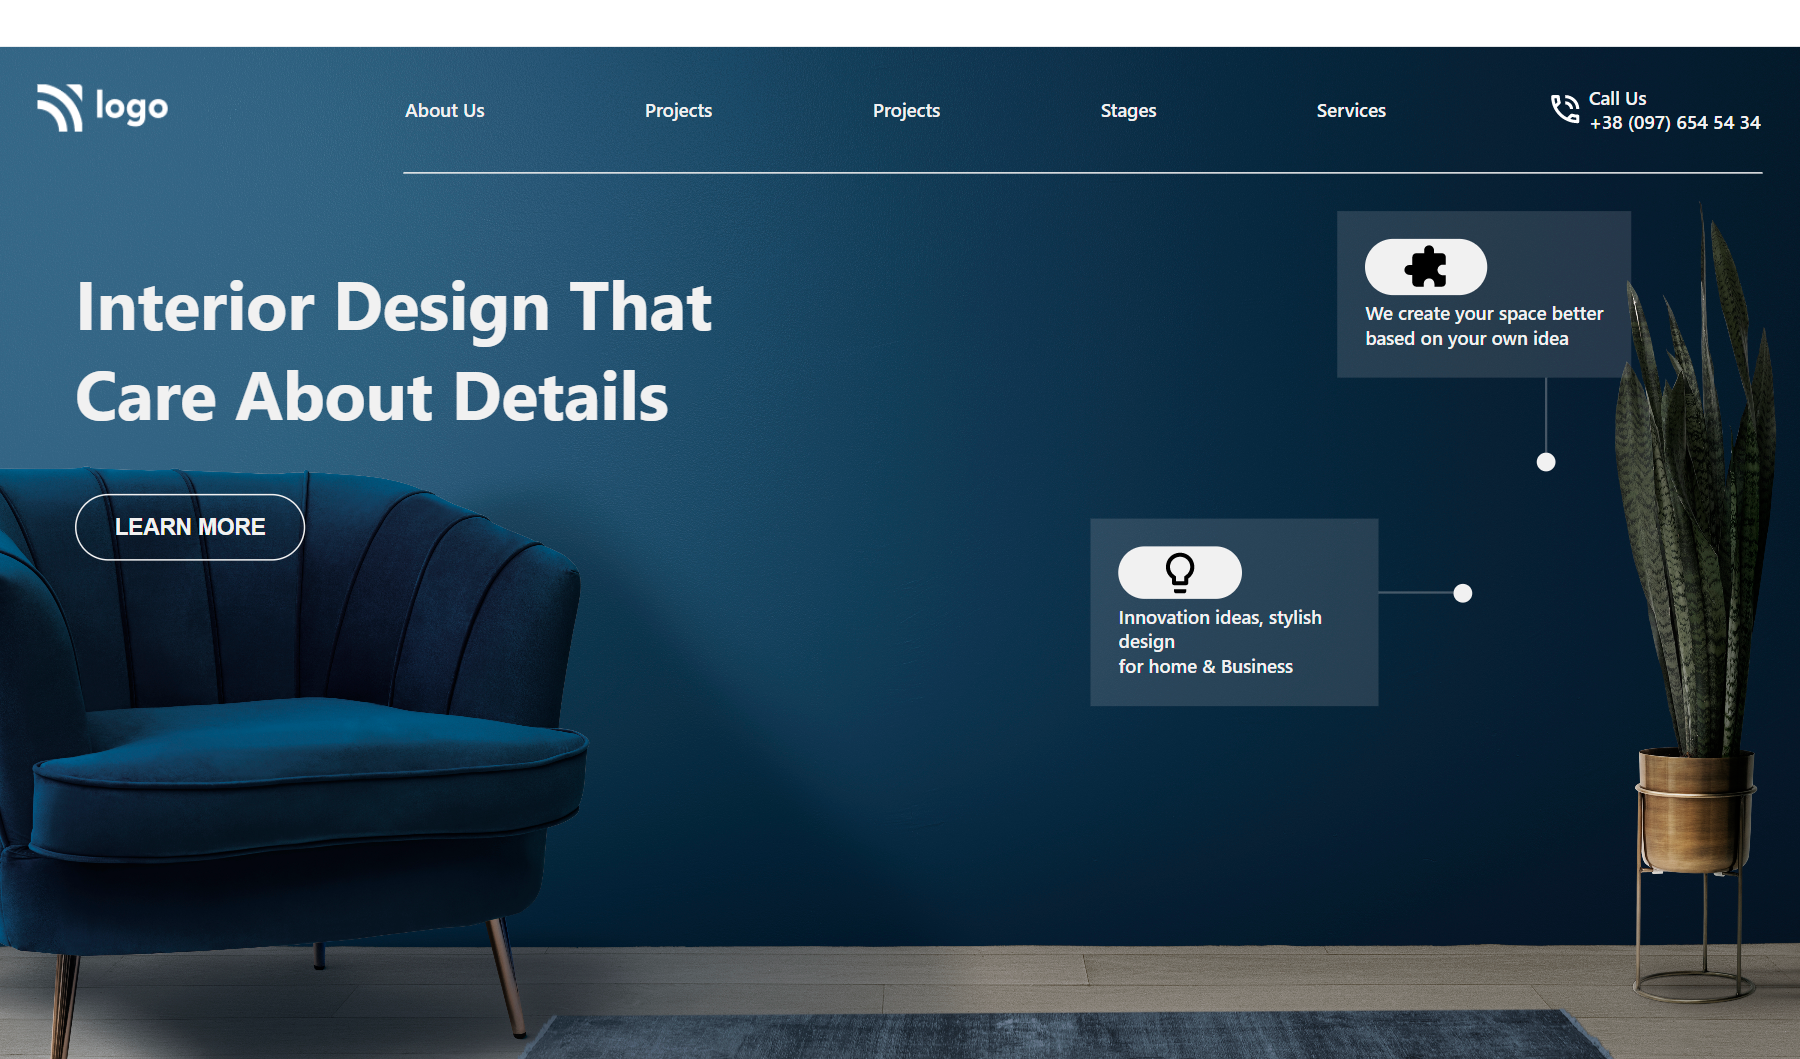 logo
About Us
Projects
Projects
Stages
Services
Call Us
+38 (097) 654 54 34
We create your space better
based on your own idea
Interior Design That
Care About Details
LEARN MORE
Innovation ideas, stylish
design
for home & Business